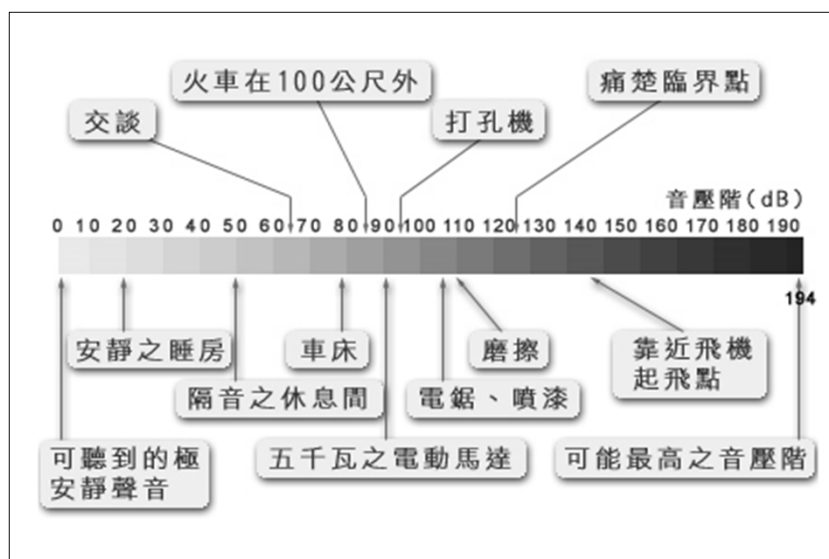 火車在100公尺外
痛楚臨界點
交談
打孔機
音壓階(dB)
0 10 20 30 40 50 60 70 80 90 100 110 120 130 140 150 160 170 180 190
194
安靜之睡房
車床
磨擦
靠近飛機
起飛點
隔音之休息間
電鋸、噴漆
可聽到的極
安靜聲音
五千瓦之電動馬達
可能最高之音壓階